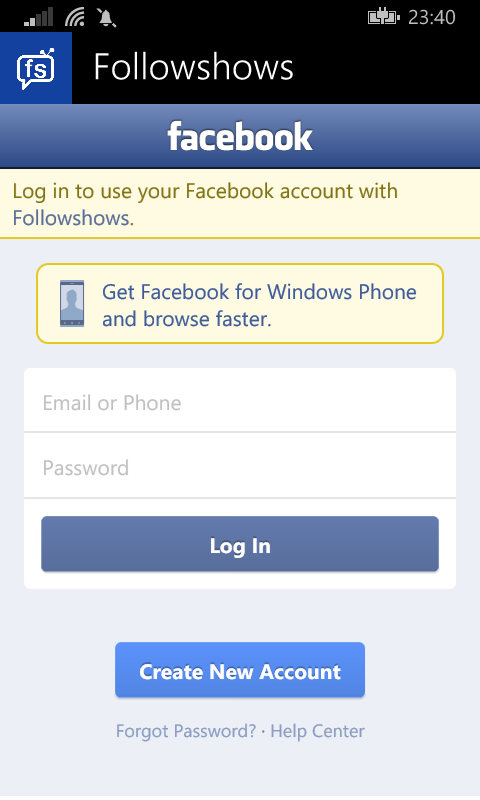 23:40
fs
Followshows
facebook
Log in to use your Facebook account with
Followshows.
Get Facebook for Windows Phone
and browse faster.
Email or Phone
Password
Log In
Create New Account
Forgot Password? · Help Center